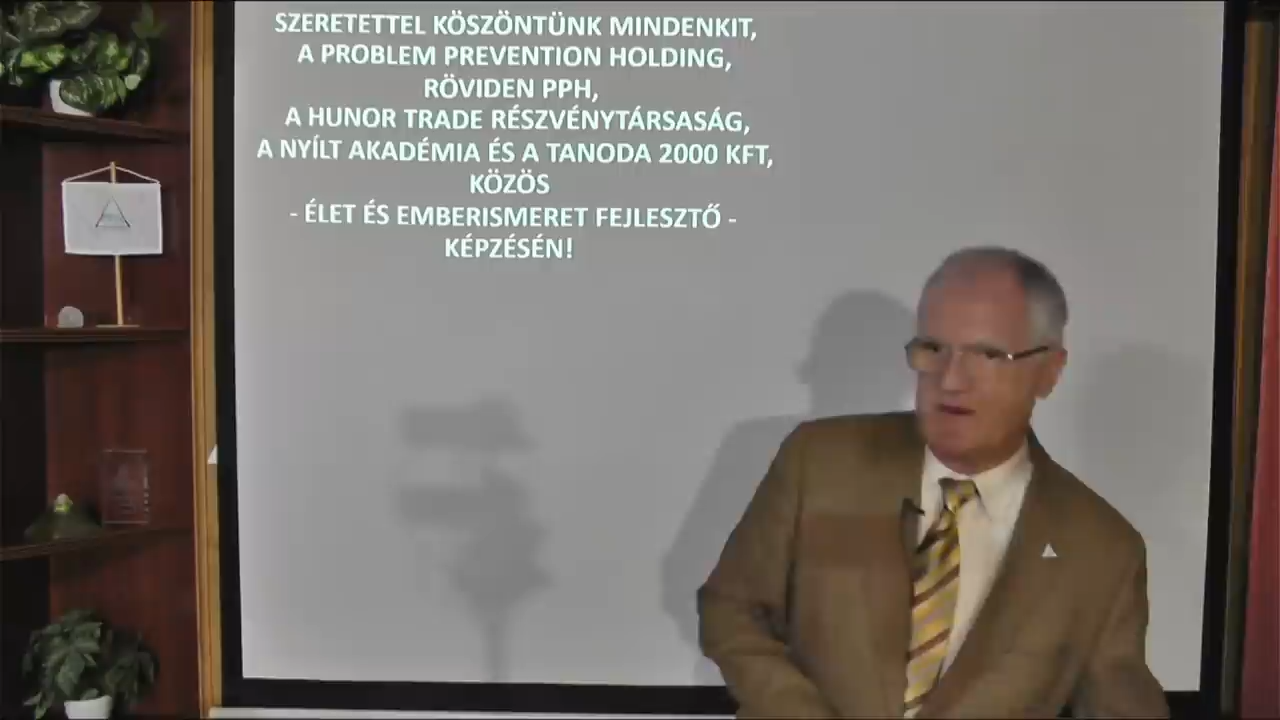 SZERETETTEL KÖSZÖNTÜNK MINDENKIT,
A PROBLEM PREVENTION HOLDING,
RÖVIDEN PPH,
A HUNOR TRADE RÉSZVÉNYTÁRSASÁG,
A NYÍLT AKADÉMIA ÉS A TANODA 2000 KFT,
KÖZÖS
- ÉLET ÉS EMBERISMERET FEJLESZTŐ -
KÉPZÉSÉN!